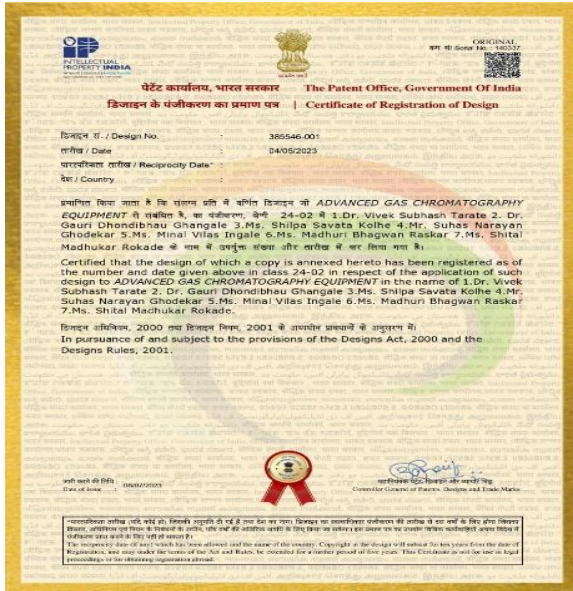 ORIGINAL
क्रम सं/ Serial No. : 140337
INTELLECTUAL
PROPERTY INDIA
पेटेंट कार्यालय, भारत सरकार The Patent Office, Government Of India
डिजाइन के पंजीकरण का प्रमाण पत्र | Certificate of Registration of Design
डिजाइन सं. / Design No. : 385546-001
तारीख / Date : 04/05/2023
पारस्परिकता तारीख / Reciprocity Date* :
देश / Country :
प्रमाणित किया जाता है कि संलग्न प्रति में वर्णित डिजाइन जो ADVANCED GAS CHROMATOGRAPHY
EQUIPMENT से संबंधित है, का पंजीकरण, श्रेणी 24-02 में 1.Dr. Vivek Subhash Tarate 2. Dr.
Gauri Dhondibhau Ghangale 3.Ms. Shilpa Savata Kolhe 4.Mr. Suhas Narayan
Ghodekar 5.Ms. Minal Vilas Ingale 6.Ms. Madhuri Bhagwan Raskar 7.Ms. Shital
Madhukar Rokade के नाम में उपर्युक्त संख्या और तारीख में कर लिया गया है।
Certified that the design of which a copy is annexed hereto has been registered as of
the number and date given above in class 24-02 in respect of the application of such
design to ADVANCED GAS CHROMATOGRAPHY EQUIPMENT in the name of 1.Dr. Vivek
Subhash Tarate 2. Dr. Gauri Dhondibhau Ghangale 3.Ms. Shilpa Savata Kolhe 4.Mr.
Suhas Narayan Ghodekar 5.Ms. Minal Vilas Ingale 6.Ms. Madhuri Bhagwan Raskar
7.Ms. Shital Madhukar Rokade.
डिजाइन अधिनियम, 2000 तथा डिजाइन नियम, 2001 के अध्यधीन प्रावधानों के अनुसरण में।
In pursuance of and subject to the provisions of the Designs Act, 2000 and the
Designs Rules, 2001.
जारी करने की तिथि
Date of Issue : 05/07/2023
महानियंत्रक पेटेंट, डिजाइन और व्यापार चिह्न
Controller General of Patents, Designs and Trade Marks
The reciprocity date (if any) which has been allowed and the name of the country. Copyright in the design will subsist for ten years from the date of
Registration, and may under the terms of the Act and Rules, be extended for a further period of five years. This Certificate is not for use in legal
proceedings or for obtaining registration abroad.